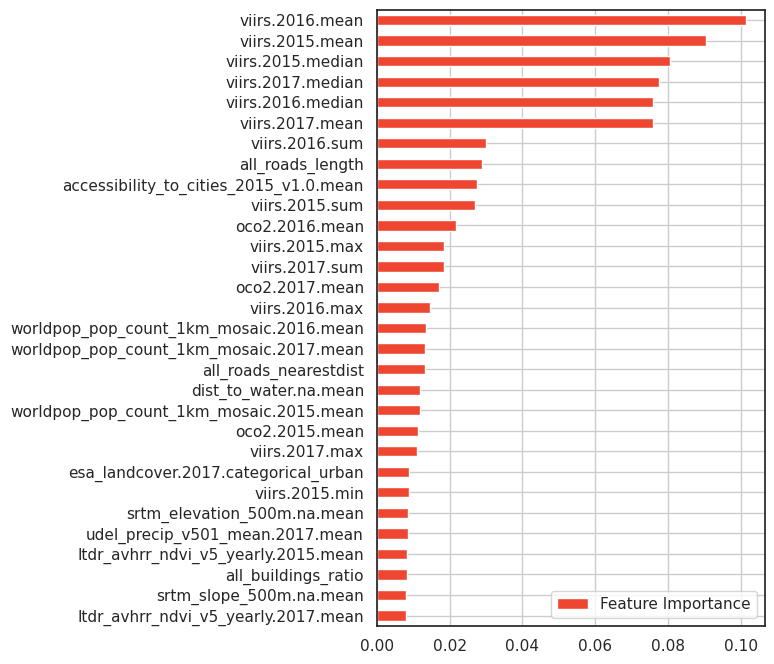 viirs.2016.mean
viirs.2015.mean
viirs.2015.median
viirs.2017.median
viirs.2016.median
viirs.2017.mean
viirs.2016.sum
all_roads_length
accessibility_to_cities_2015_v1.0.mean
viirs.2015.sum
oco2.2016.mean
viirs.2015.max
viirs.2017.sum
oco2.2017.mean
viirs.2016.max
worldpop_pop_count_1km_mosaic.2016.mean
worldpop_pop_count_1km_mosaic.2017.mean
all_roads_nearestdist
dist_to_water.na.mean
worldpop_pop_count_1km_mosaic.2015.mean
oco2.2015.mean
viirs.2017.max
esa_landcover.2017.categorical_urban
viirs.2015.min
srtm_elevation_500m.na.mean
udel_precip_v501_mean.2017.mean
ltdr_avhrr_ndvi_v5_yearly.2015.mean
all_buildings_ratio
srtm_slope_500m.na.mean
ltdr_avhrr_ndvi_v5_yearly.2017.mean
Feature Importance
0.00 0.02 0.04 0.06 0.08 0.10